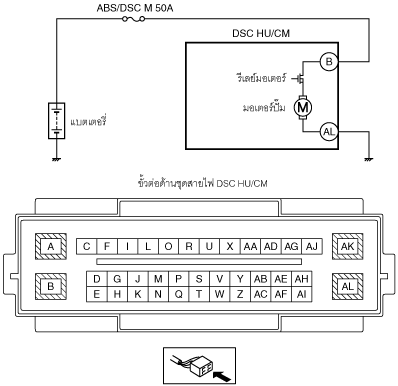 ABS/DSC M 50A
DSC HU/CM
B
รีเลย์มอเตอร์
มอเตอร์ปั๊ม
M
แบตเตอรี่
AL
ขั้วต่อด้านชุดสายไฟ DSC HU/CM
A C F I L O R U X AA AD AG AJ AK
B D G J M P S V Y AB AE AH AL
E H K N Q T W Z AC AF AI